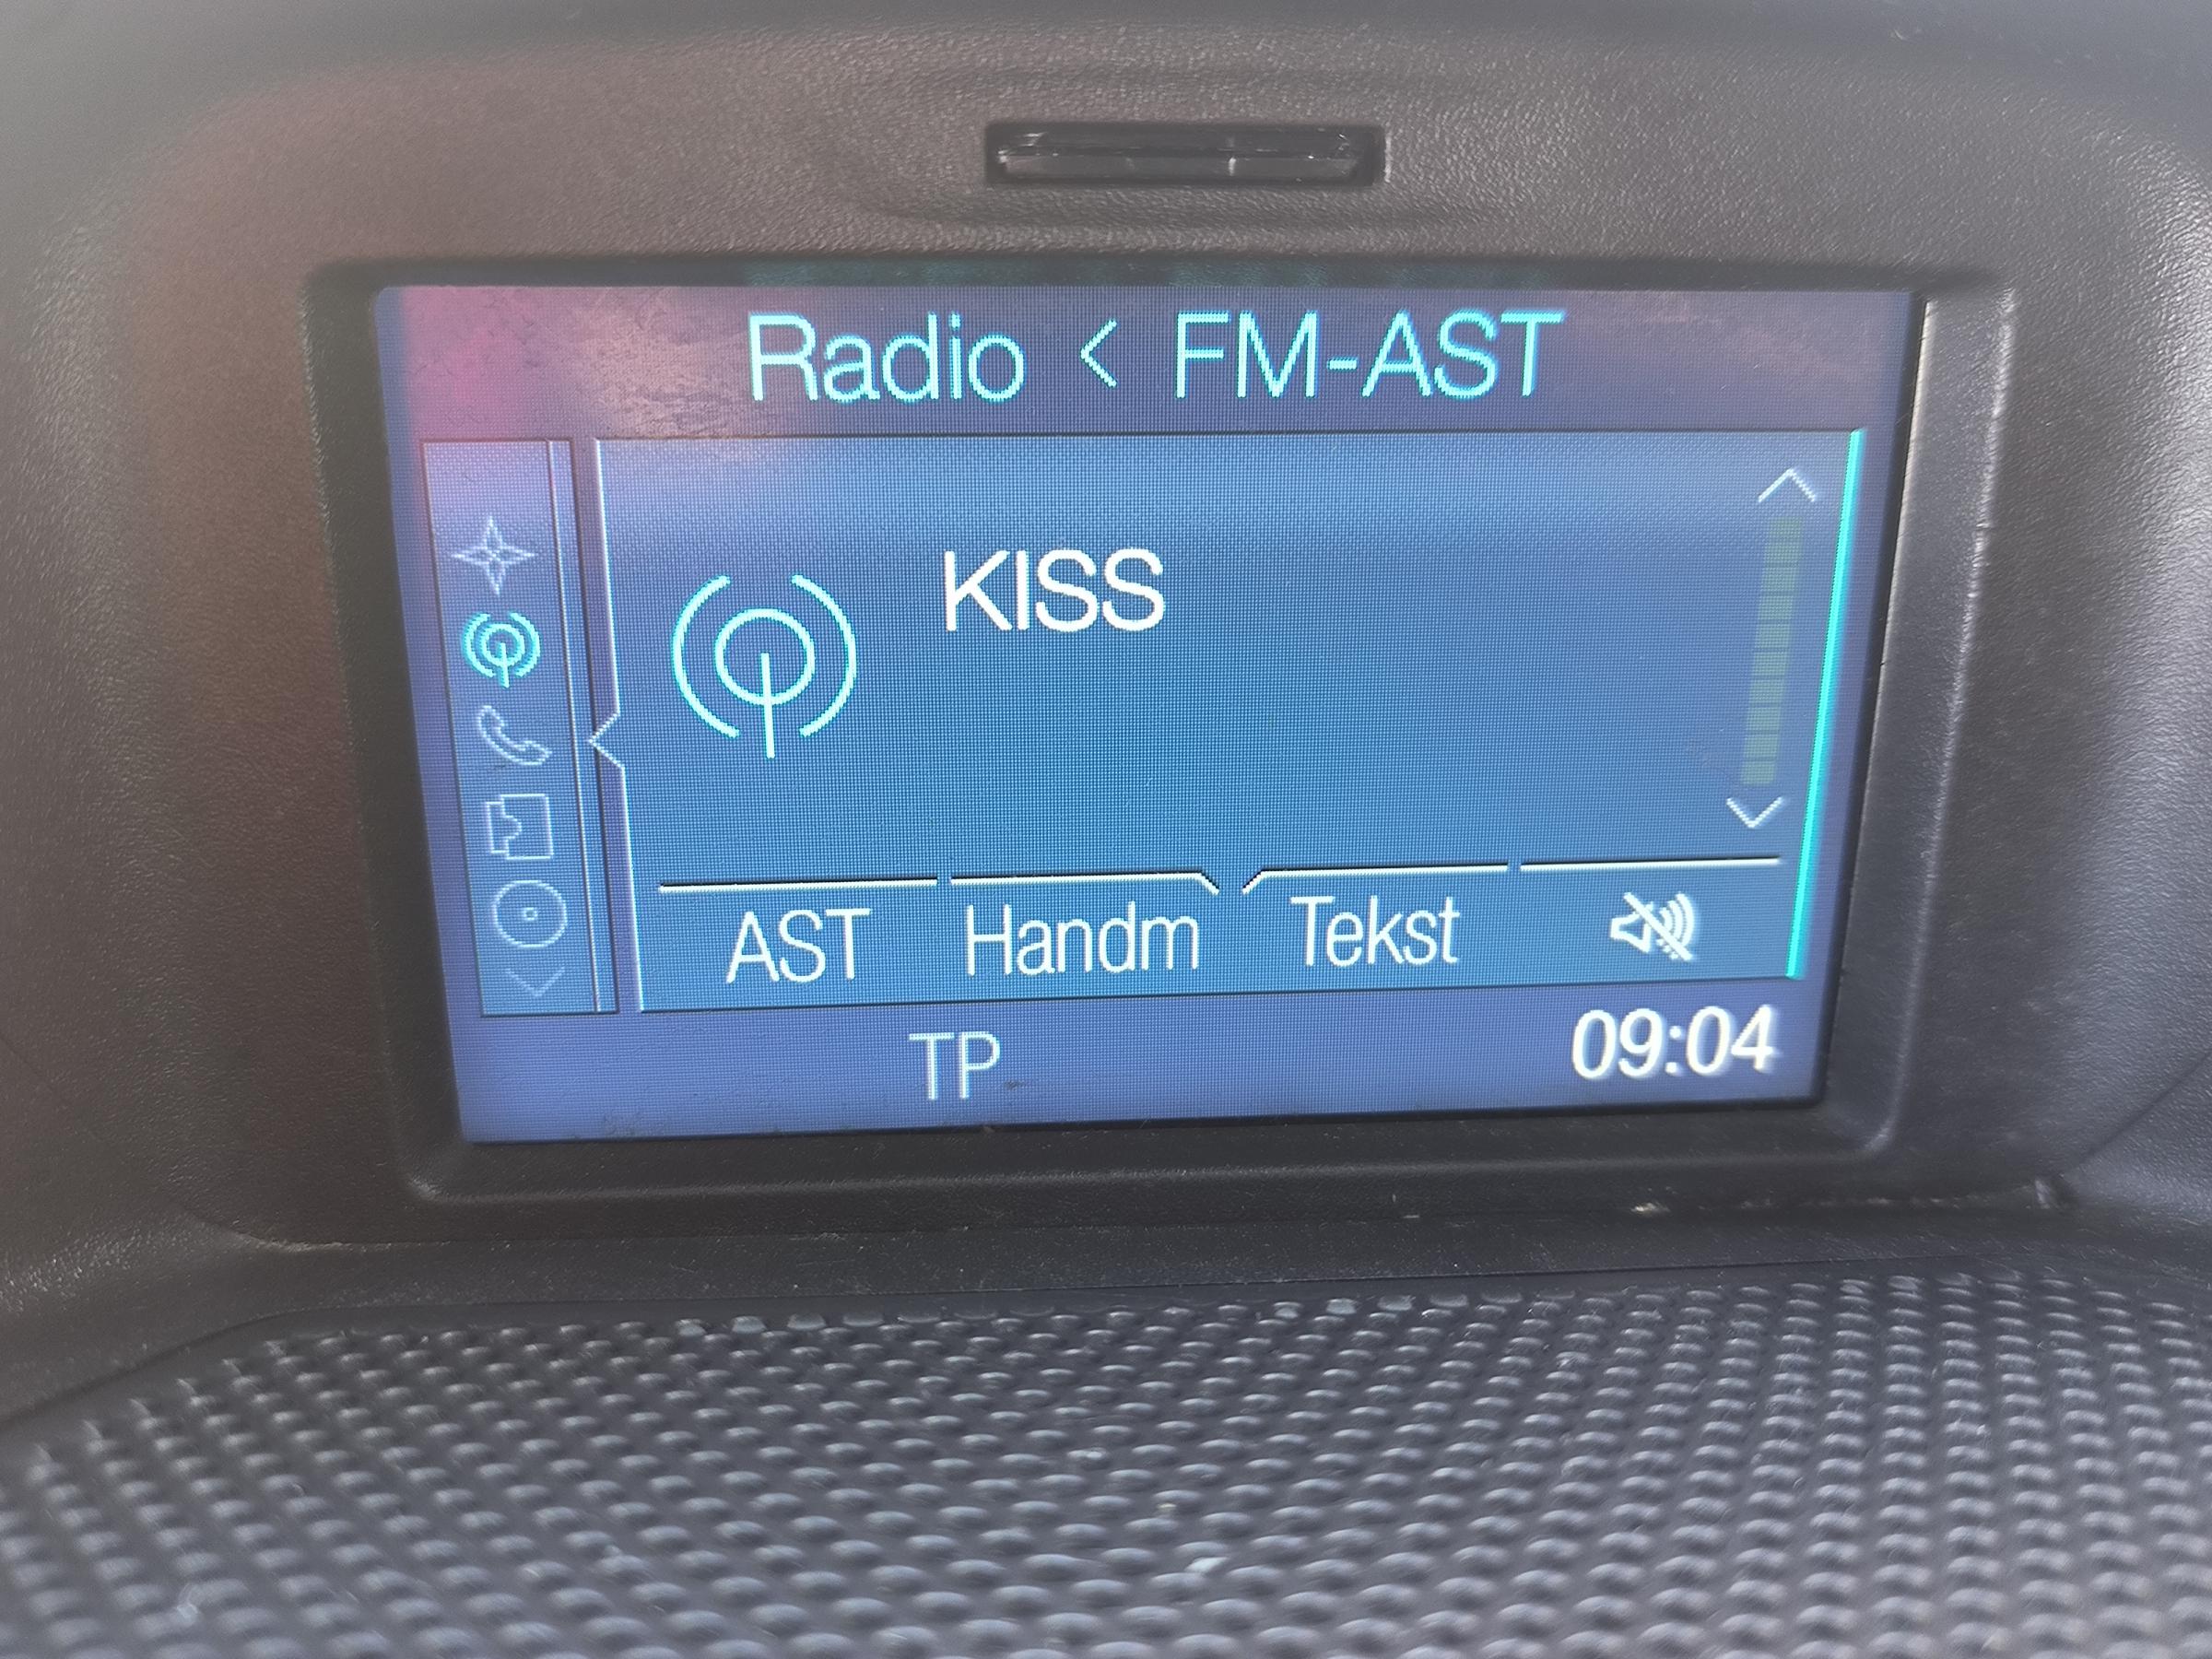 Radio < FM-AST
KISS
AST Handm Tekst
TP 09:04